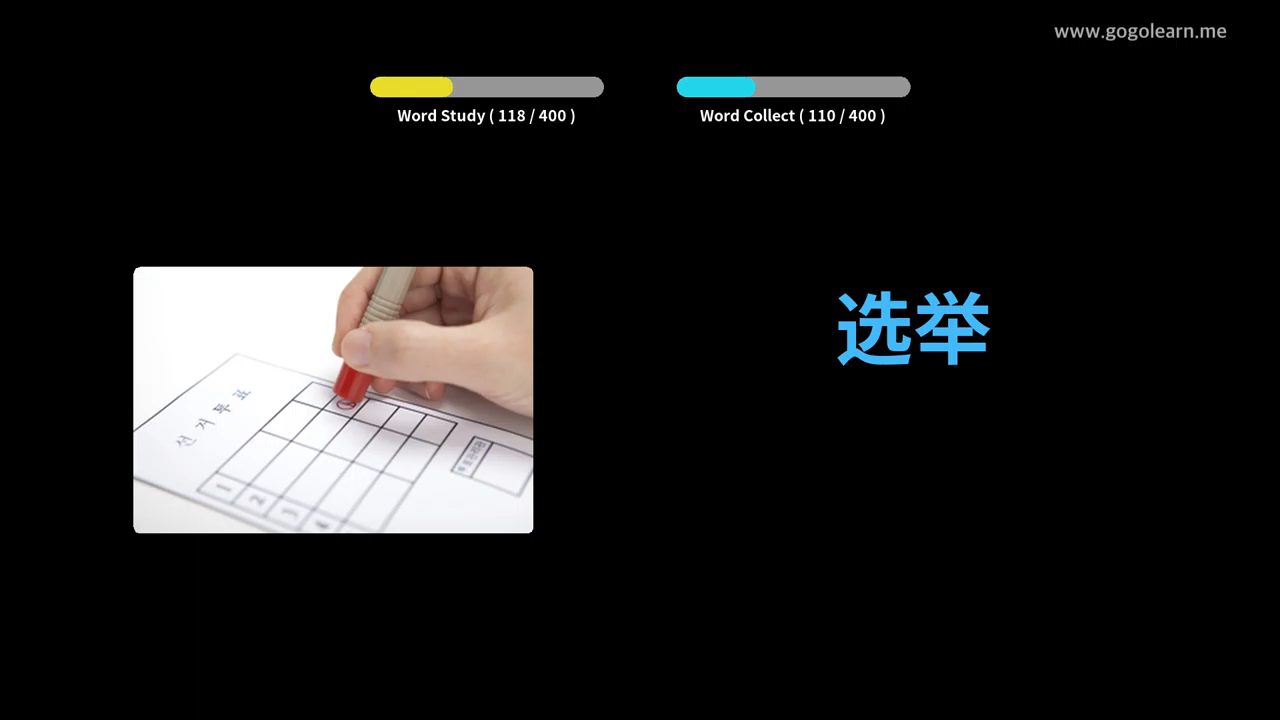 www.gogolearn.me
Word Study ( 118 / 400 )
Word Collect ( 110 / 400 )
选举
선거투표
1
2
3
4